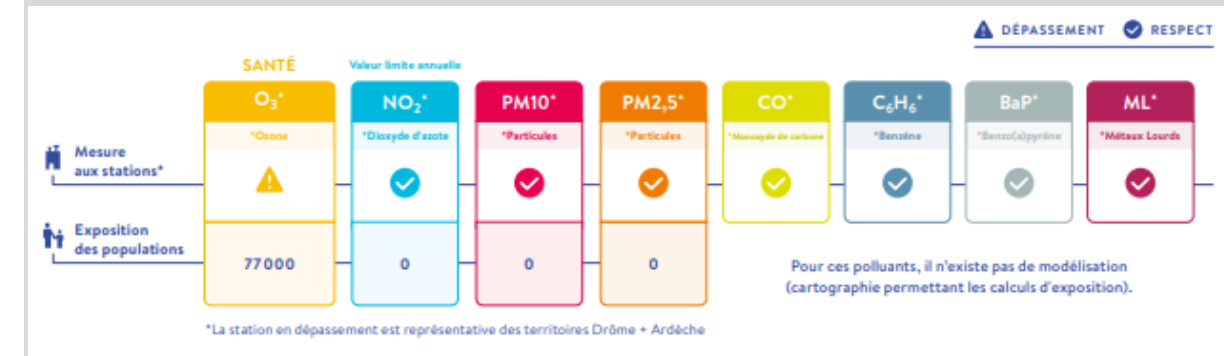 DÉPASSEMENT RESPECT
SANTÉ Valeur limite annuelle
O₃* NO₂* PM10* PM2,5* CO* C₆H₆* BaP* ML*
*Ozone *Dioxyde d'azote *Particules *Particules *Monoxyde de carbone *Benzène *Benzo(a)pyrène *Métaux Lourds
Mesure
aux stations*
Exposition
des populations
77000 0 0 0
Pour ces polluants, il n'existe pas de modélisation
(cartographie permettant les calculs d'exposition).
*La station en dépassement est représentative des territoires Drôme + Ardèche